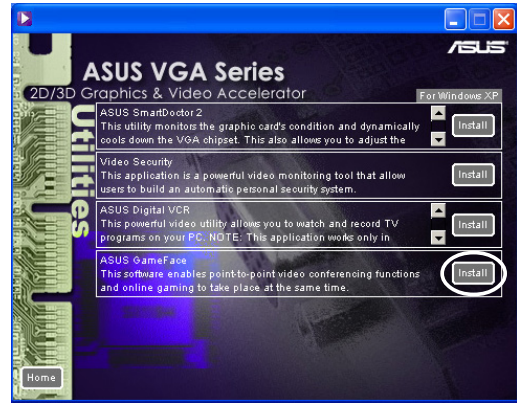 ASUS
ASUS VGA Series
2D/3D Graphics & Video Accelerator
For Windows XP
Utilities
ASUS SmartDoctor2
This utility monitors the graphic card's condition and dynamically
cools down the VGA chipset. This also allows you to adjust the
Install
Video Security
This application is a powerful video monitoring tool that allow
users to build an automatic personal security system.
Install
ASUS Digital VCR
This powerful video utility allows you to watch and record TV
programs on your PC. NOTE: This application works only in
Install
ASUS GameFace
This software enables point-to-point video conferencing functions
and online gaming to take place at the same time.
Install
Home